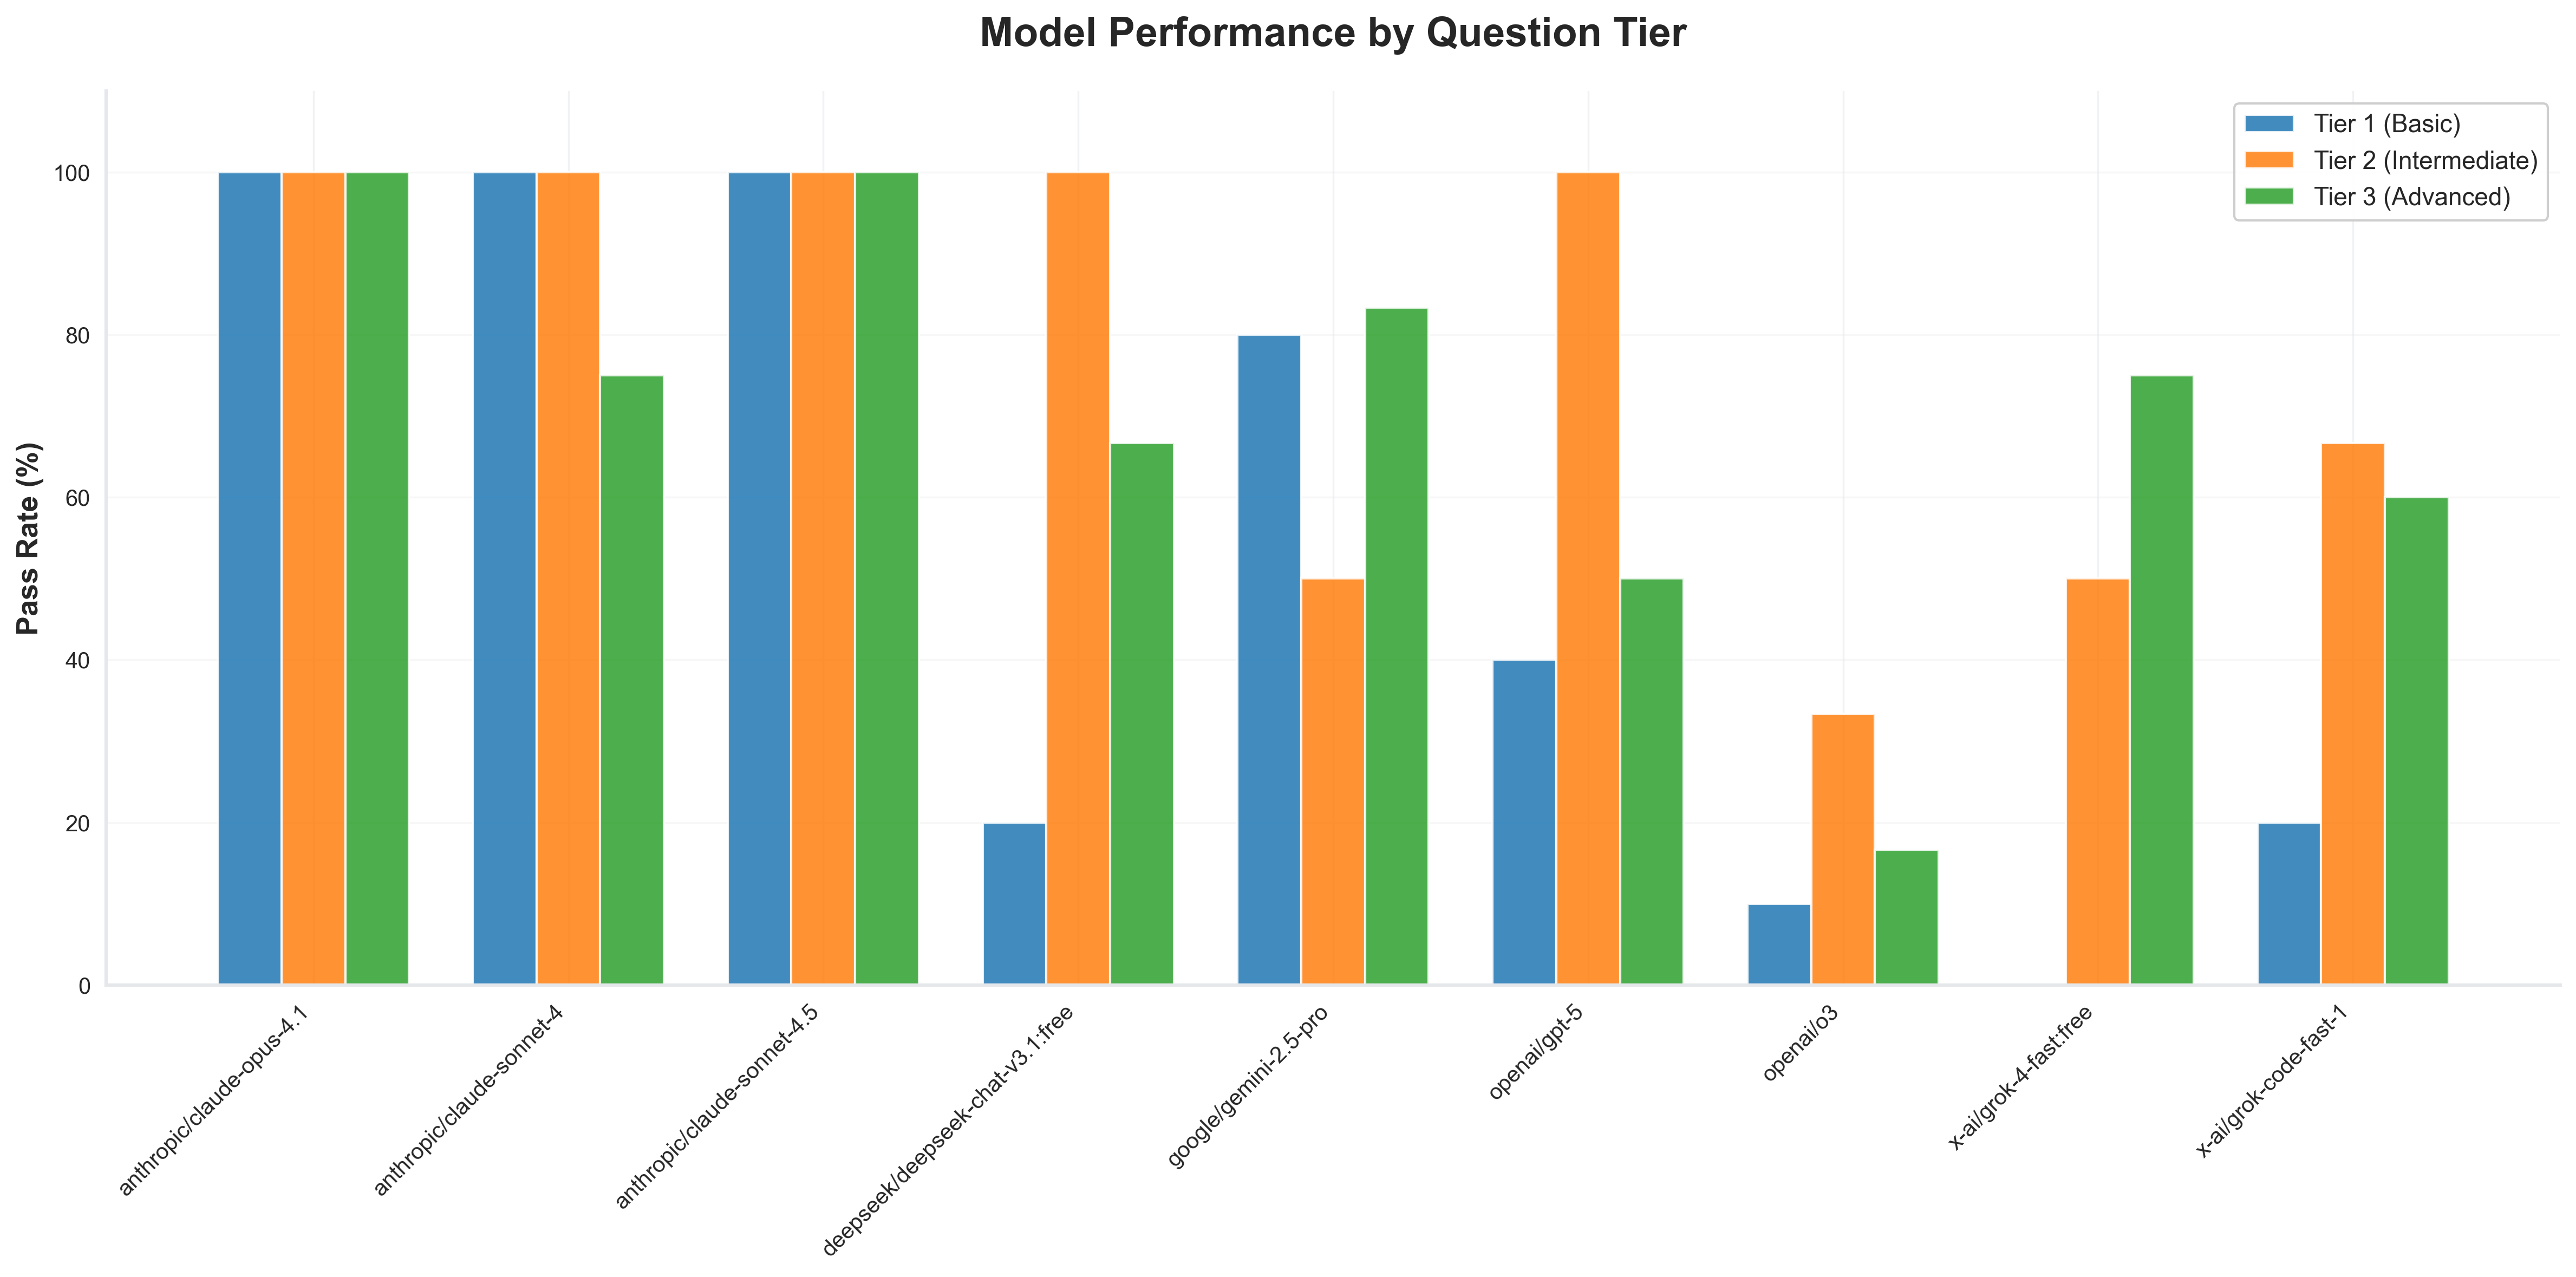 Model Performance by Question Tier
Tier 1 (Basic)
Tier 2 (Intermediate)
Tier 3 (Advanced)
Pass Rate (%)
100
80
60
40
20
0
anthropic/claude-opus-4.1
anthropic/claude-sonnet-4
anthropic/claude-sonnet-4.5
deepseek/deepseek-chat-v3.1:free
google/gemini-2.5-pro
openai/gpt-5
openai/o3
x-ai/grok-4-fast:free
x-ai/grok-code-fast-1